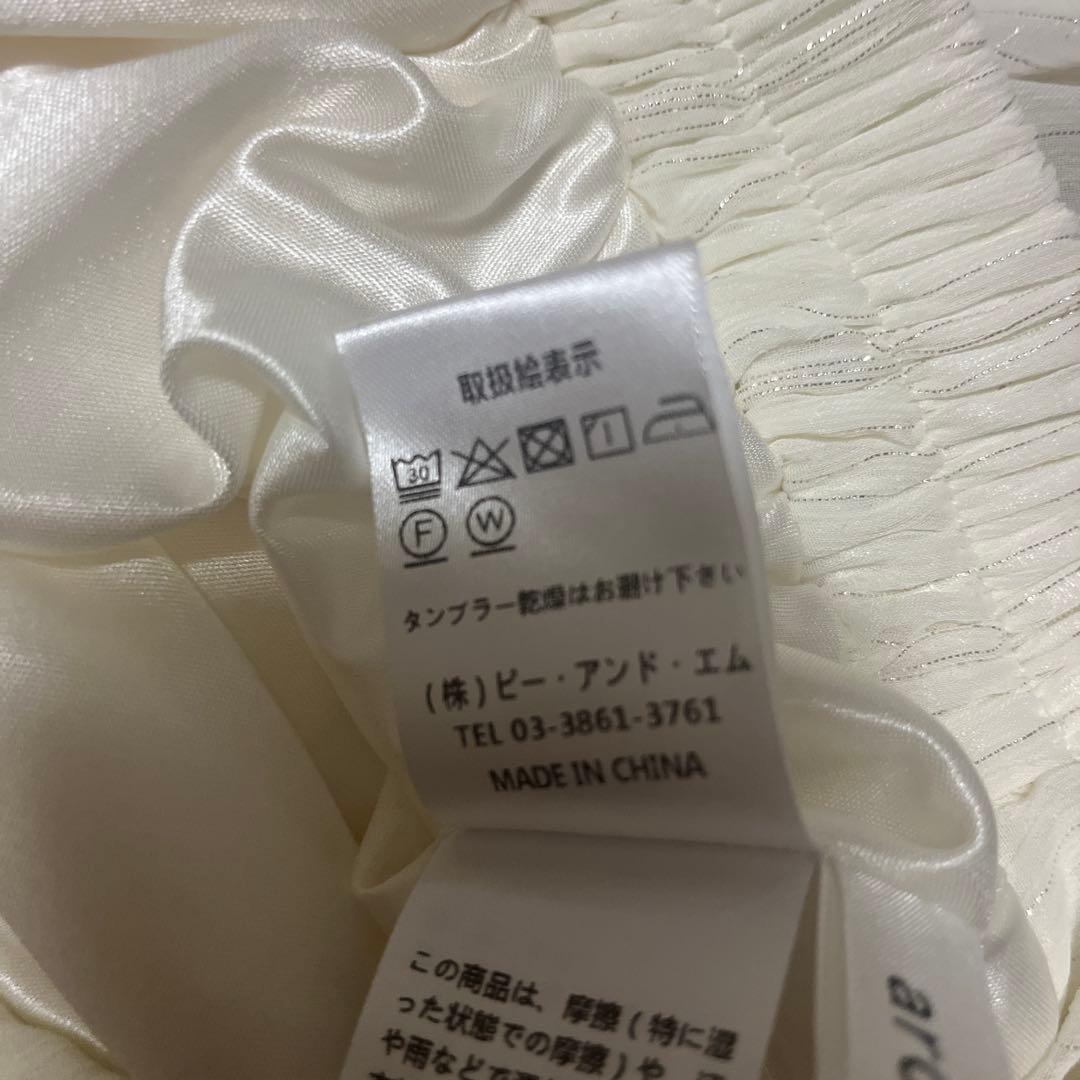 取扱絵表示
30
F W
タンブラー乾燥はお避け下さい
(株)ピー・アンド・エム
TEL 03-3861-3761
MADE IN CHINA
この商品は、摩擦(特に湿
った状態での摩擦)や、
や雨などで